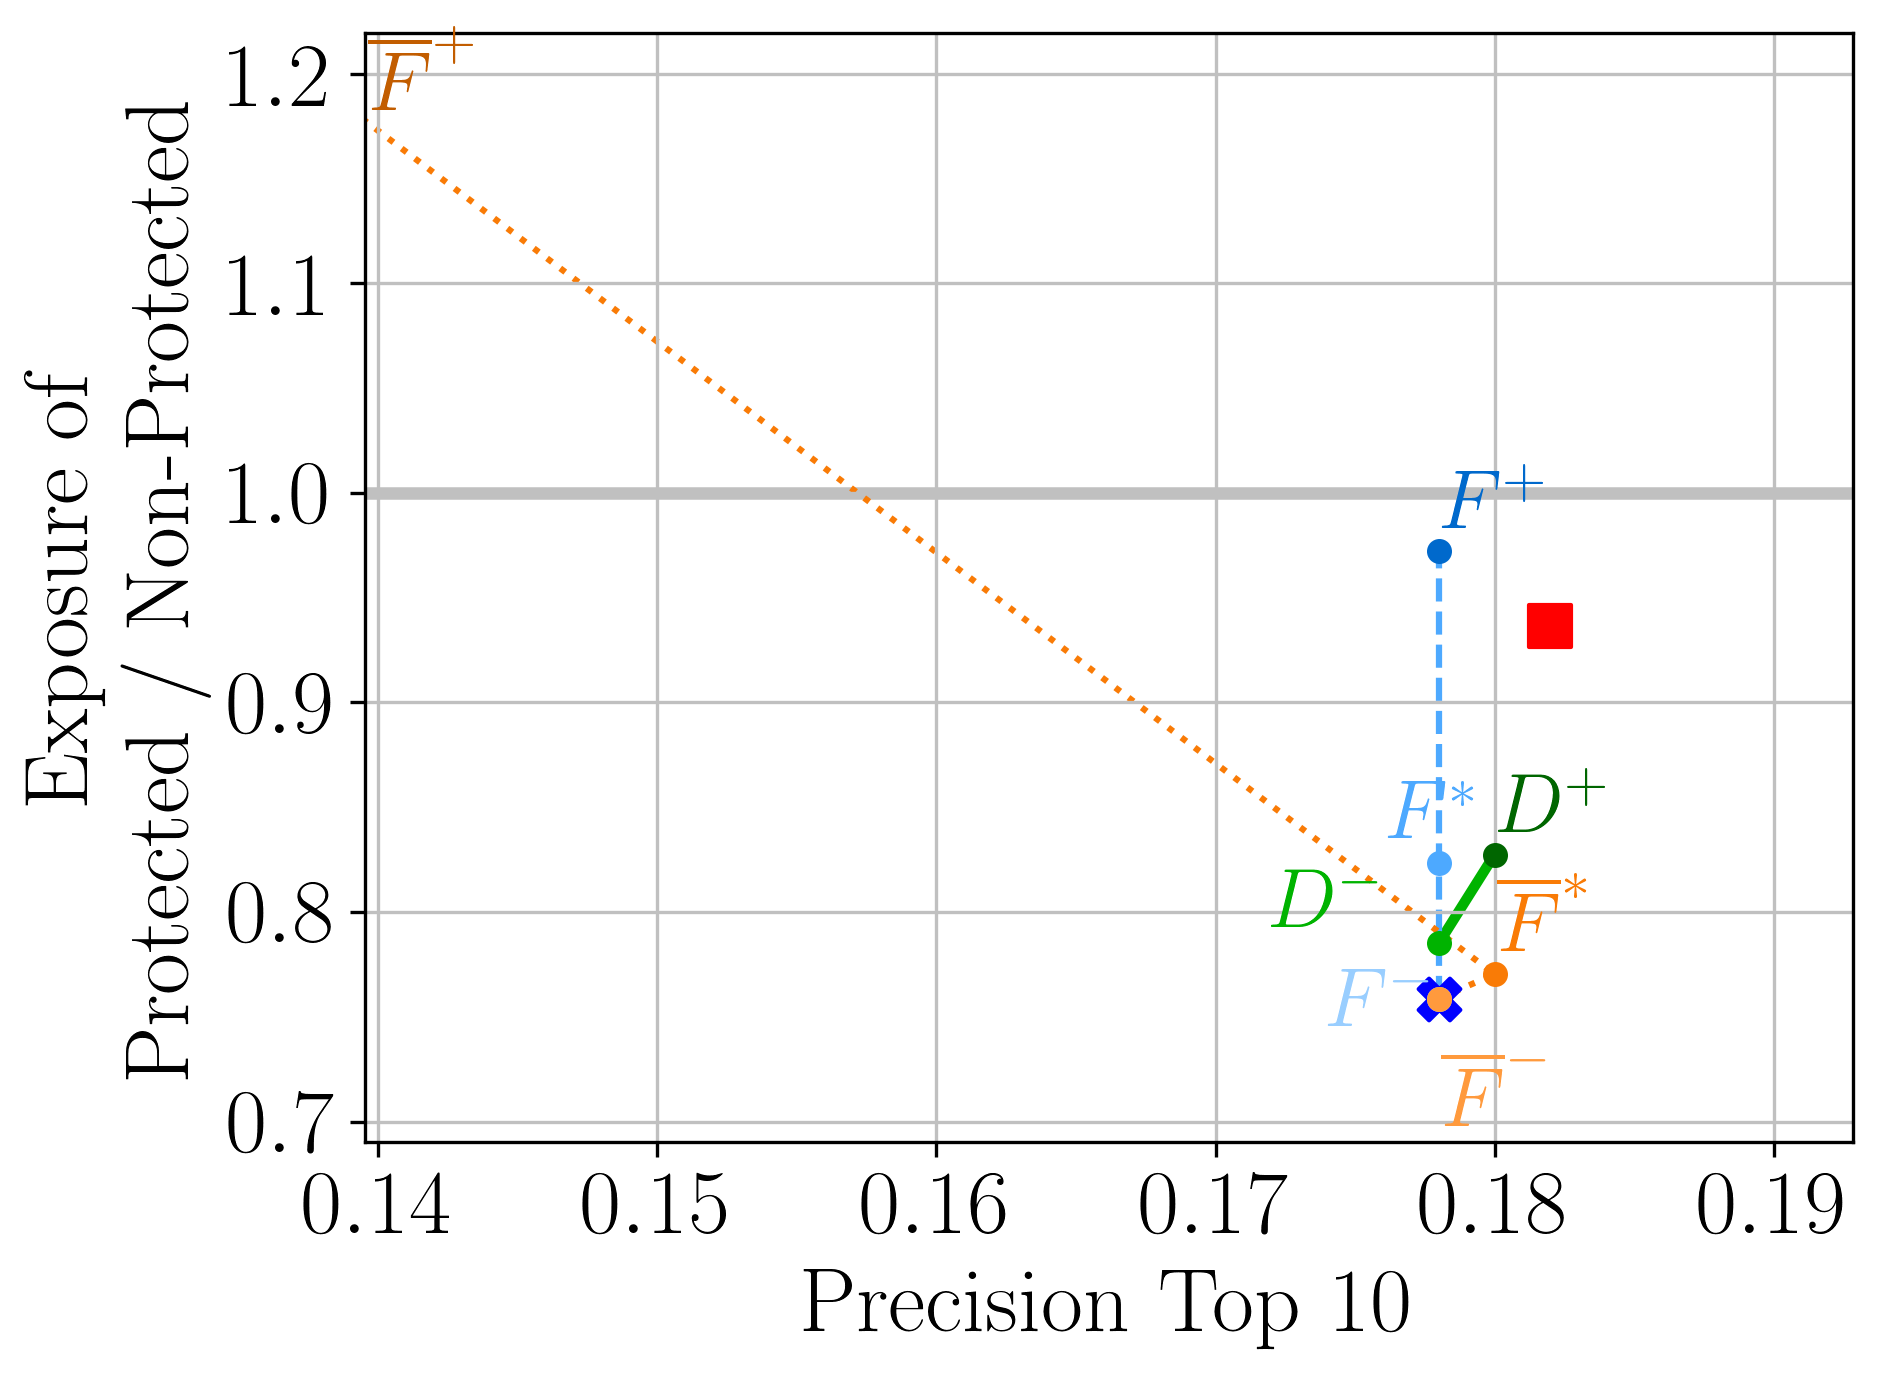 Exposure of
Protected / Non-Protected
1.2
1.1
1.0
0.9
0.8
0.7
F̅⁺
F⁺
F*
D⁺
D⁻
F̅*
F⁻
F̅⁻
0.14 0.15 0.16 0.17 0.18 0.19
Precision Top 10